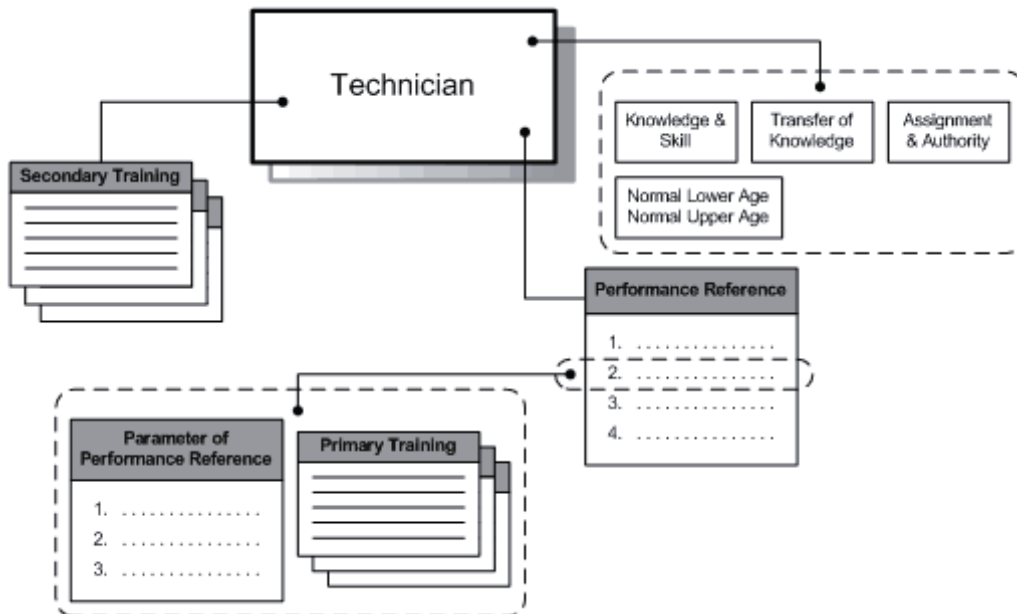 Technician
Knowledge &
Skill
Transfer of
Knowledge
Assignment
& Authority
Normal Lower Age
Normal Upper Age
Secondary Training
Performance Reference
1. . . . . . . . . . . . . . . .
2. . . . . . . . . . . . . . . .
3. . . . . . . . . . . . . . . .
4. . . . . . . . . . . . . . . .
Parameter of
Performance Reference
1. . . . . . . . . . . . . . . .
2. . . . . . . . . . . . . . . .
3. . . . . . . . . . . . . . . .
Primary Training